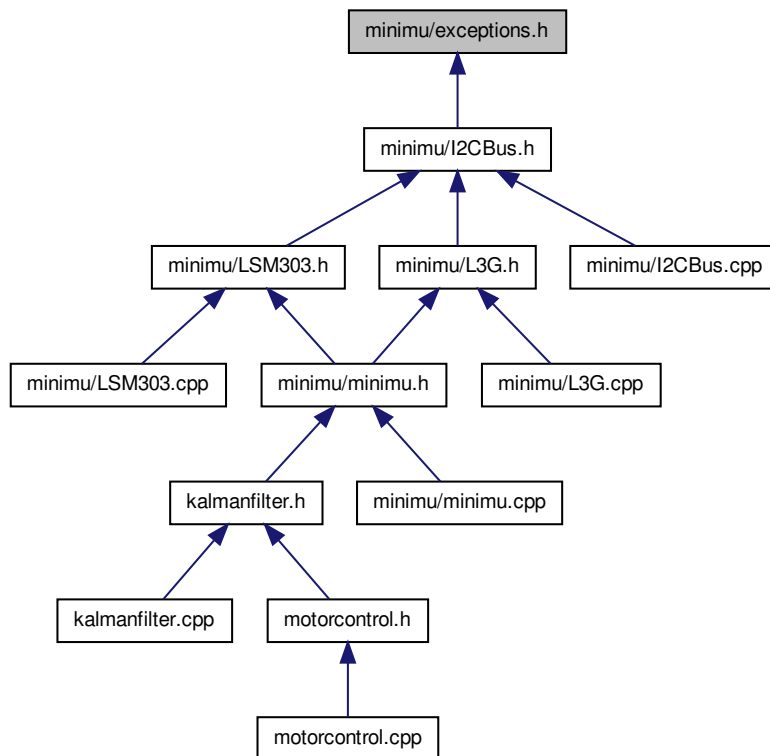 minimu/exceptions.h
minimu/I2CBus.h
minimu/LSM303.h
minimu/L3G.h
minimu/I2CBus.cpp
minimu/LSM303.cpp
minimu/minimu.h
minimu/L3G.cpp
kalmanfilter.h
minimu/minimu.cpp
kalmanfilter.cpp
motorcontrol.h
motorcontrol.cpp